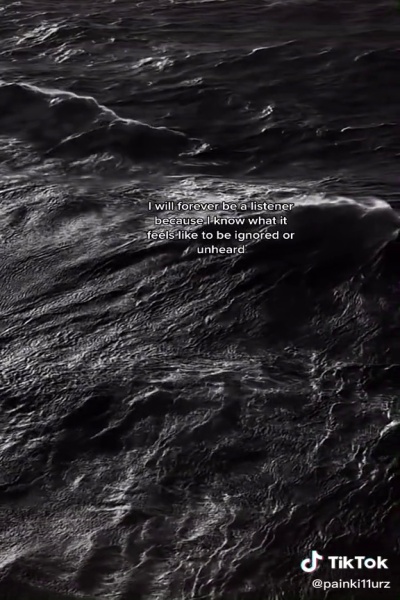 I will forever be a listener
because I know what it
feels like to be ignored or
unheard
TikTok
@painki11urz